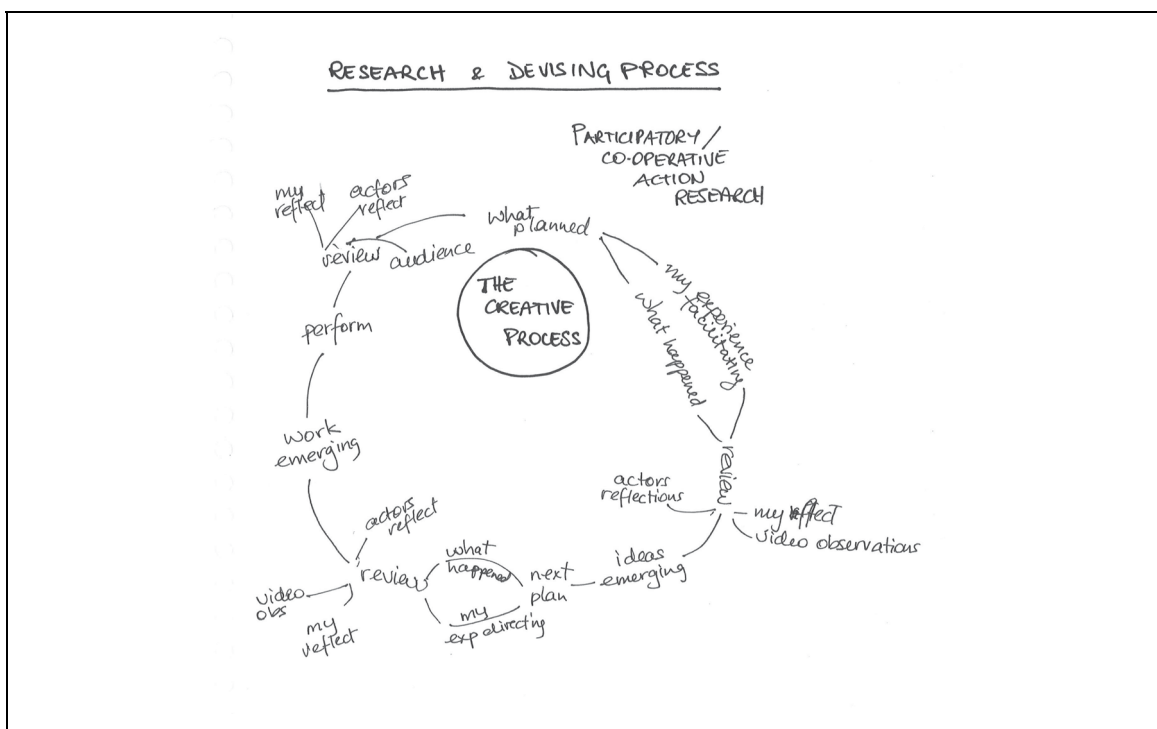 RESEARCH & DEVISING PROCESS
PARTICIPATORY /
CO-OPERATIVE
ACTION
RESEARCH
what
planned
my experience
facilitating
what happened
review
actors
reflections
my reflect
video observations
ideas
emerging
next
plan
what
happened
my
exp directing
review
actors
reflect
video
obs
my
reflect
work
emerging
perform
review
my
reflect
actors
reflect
audience
THE
CREATIVE
PROCESS